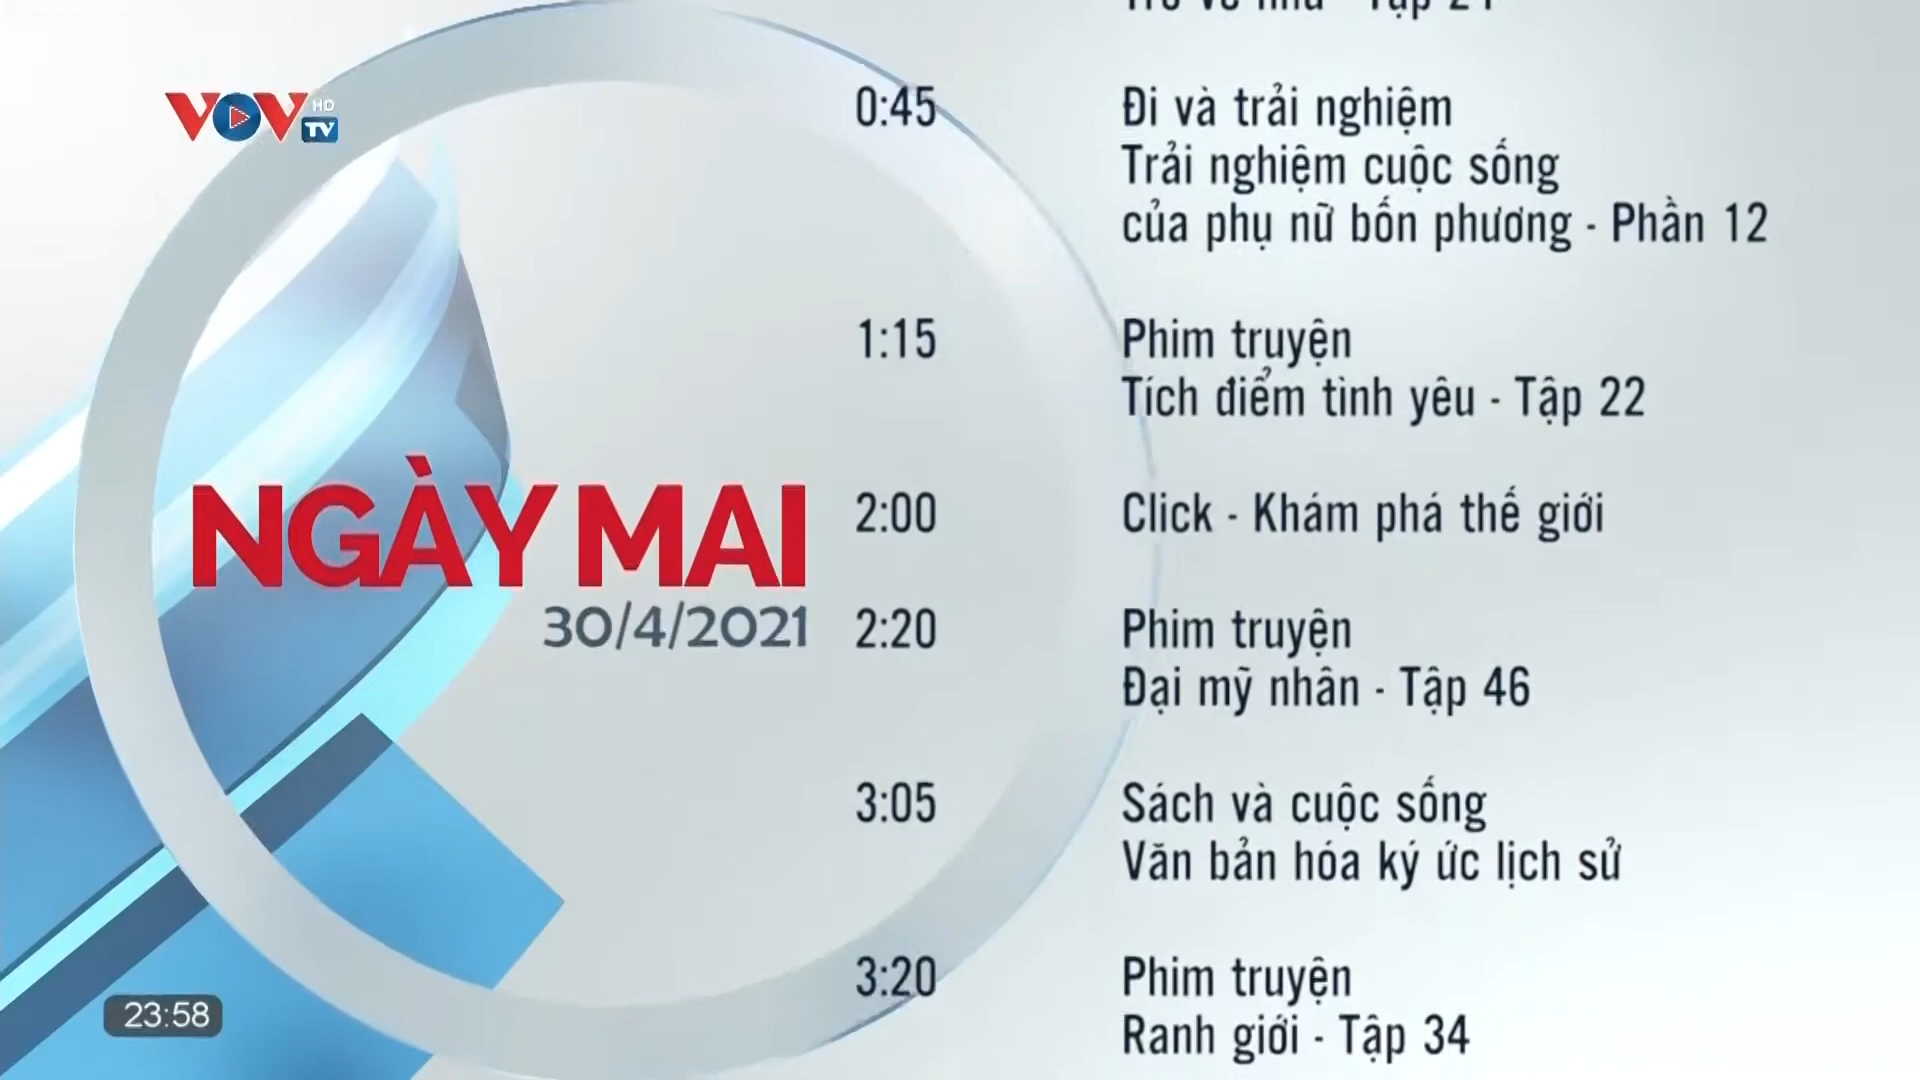 VOV HD
TV
0:45 Đi và trải nghiệm
Trải nghiệm cuộc sống
của phụ nữ bốn phương - Phần 12
1:15 Phim truyện
Tích điểm tình yêu - Tập 22
NGÀY MAI
30/4/2021
2:00 Click - Khám phá thế giới
2:20 Phim truyện
Đại mỹ nhân - Tập 46
3:05 Sách và cuộc sống
Văn bản hóa ký ức lịch sử
3:20 Phim truyện
Ranh giới - Tập 34
23:58